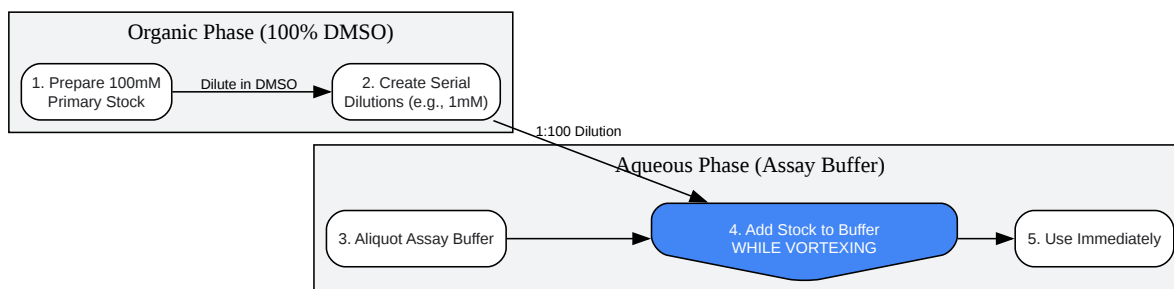 Organic Phase (100% DMSO)
1. Prepare 100mM
Primary Stock
Dilute in DMSO
2. Create Serial
Dilutions (e.g., 1mM)
1:100 Dilution
Aqueous Phase (Assay Buffer)
3. Aliquot Assay Buffer
4. Add Stock to Buffer
WHILE VORTEXING
5. Use Immediately